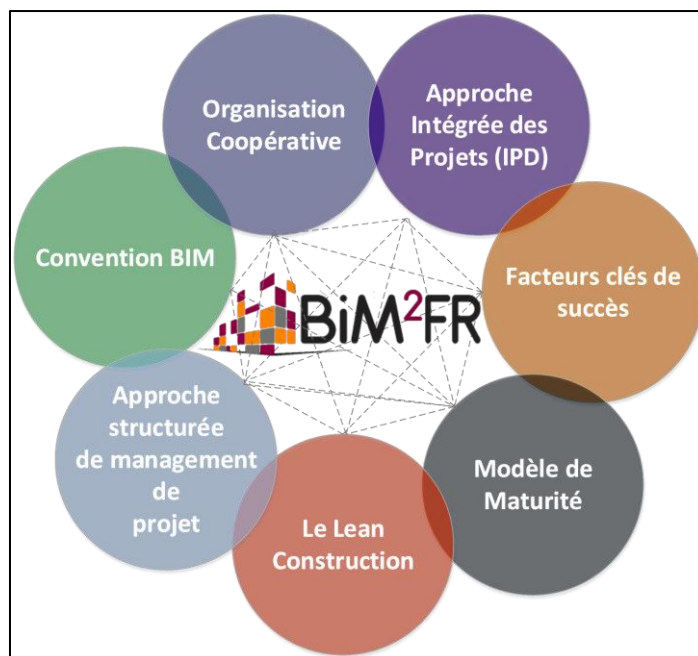 Organisation
Coopérative
Approche
Intégrée des
Projets (IPD)
Convention BIM
Facteurs clés de
succès
BiM²FR
Approche
structurée
de management
de
projet
Modèle de
Maturité
Le Lean
Construction